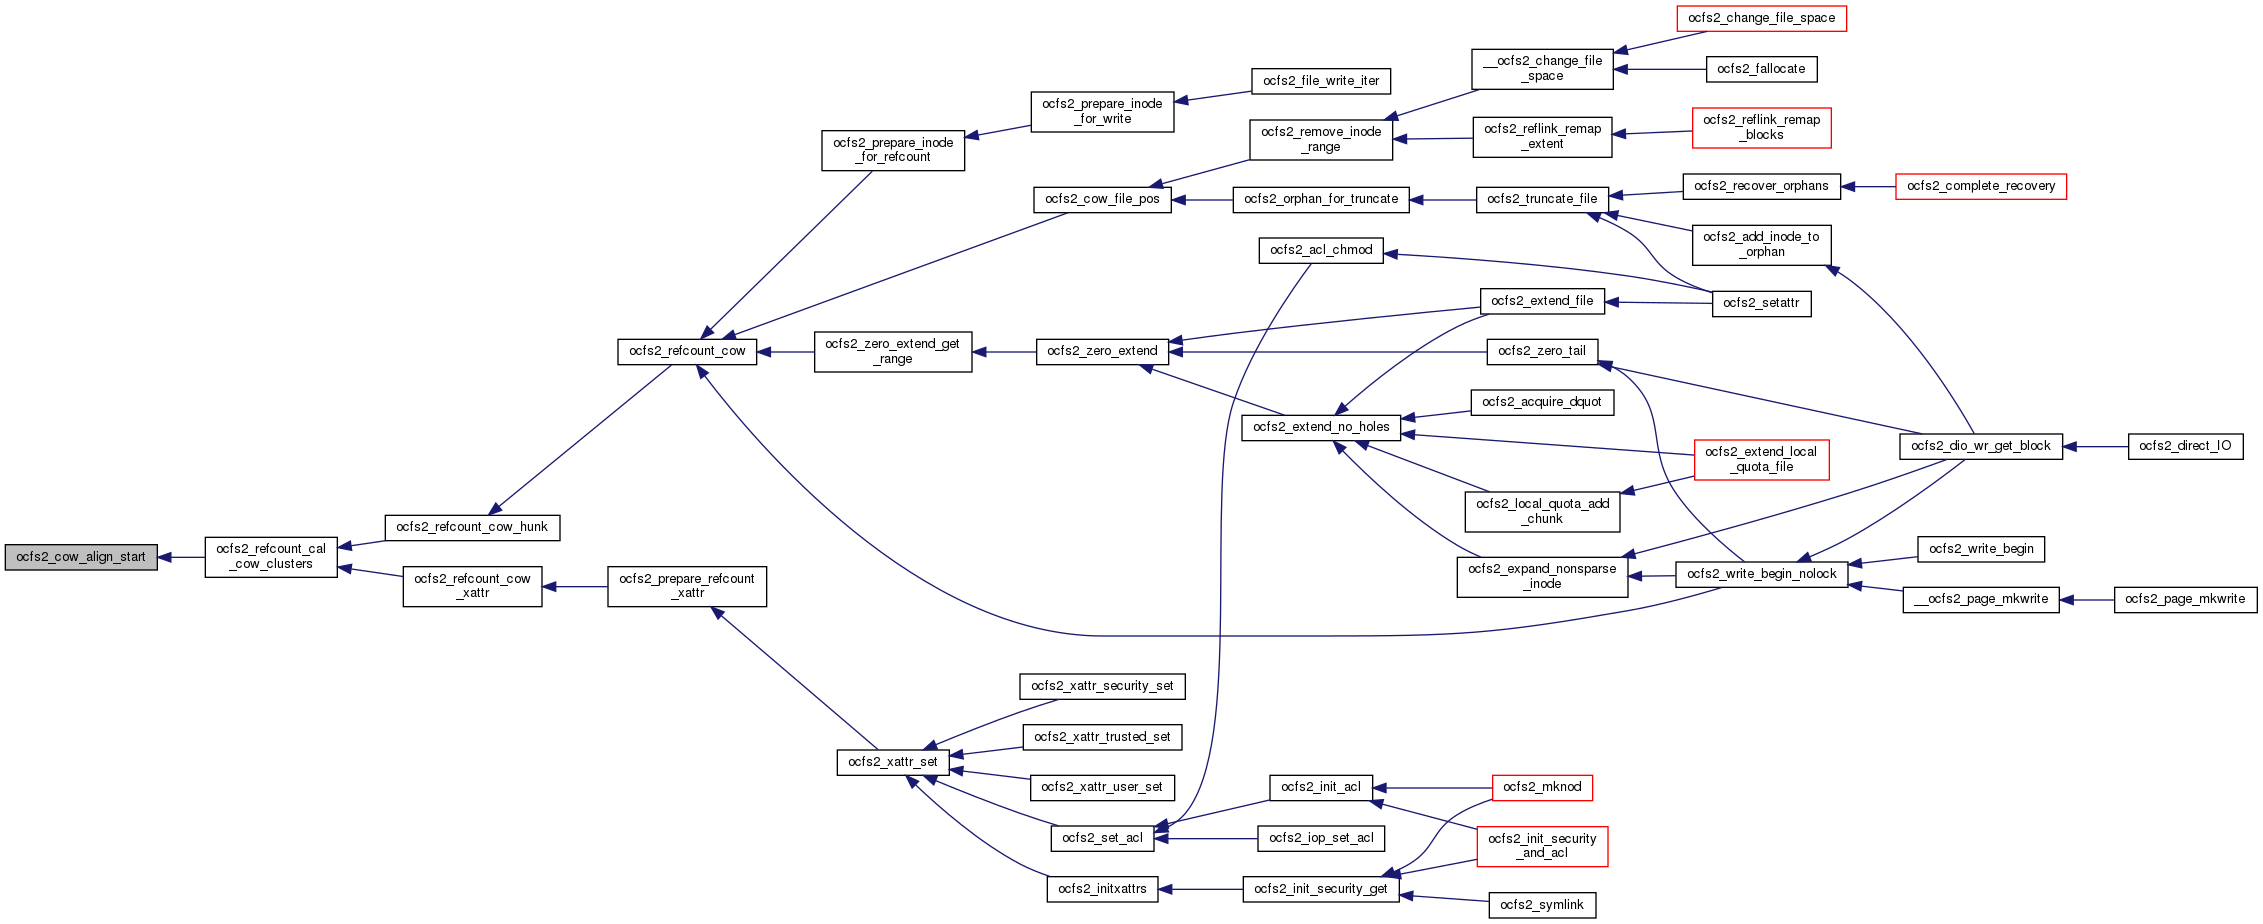 ocfs2_change_file_space
__ocfs2_change_file
_space
ocfs2_fallocate
ocfs2_file_write_iter
ocfs2_prepare_inode
_for_write
ocfs2_reflink_remap
_blocks
ocfs2_remove_inode
_range
ocfs2_reflink_remap
_extent
ocfs2_prepare_inode
_for_refcount
ocfs2_recover_orphans
ocfs2_complete_recovery
ocfs2_cow_file_pos
ocfs2_orphan_for_truncate
ocfs2_truncate_file
ocfs2_add_inode_to
_orphan
ocfs2_acl_chmod
ocfs2_extend_file
ocfs2_setattr
ocfs2_refcount_cow
ocfs2_zero_extend_get
_range
ocfs2_zero_extend
ocfs2_zero_tail
ocfs2_acquire_dquot
ocfs2_extend_no_holes
ocfs2_dio_wr_get_block
ocfs2_direct_IO
ocfs2_extend_local
_quota_file
ocfs2_local_quota_add
_chunk
ocfs2_refcount_cow_hunk
ocfs2_cow_align_start
ocfs2_refcount_cal
_cow_clusters
ocfs2_write_begin
ocfs2_expand_nonsparse
_inode
ocfs2_write_begin_nolock
ocfs2_refcount_cow
_xattr
ocfs2_prepare_refcount
_xattr
__ocfs2_page_mkwrite
ocfs2_page_mkwrite
ocfs2_xattr_security_set
ocfs2_xattr_trusted_set
ocfs2_xattr_set
ocfs2_xattr_user_set
ocfs2_init_acl
ocfs2_mknod
ocfs2_set_acl
ocfs2_iop_set_acl
ocfs2_init_security
_and_acl
ocfs2_initxattrs
ocfs2_init_security_get
ocfs2_symlink